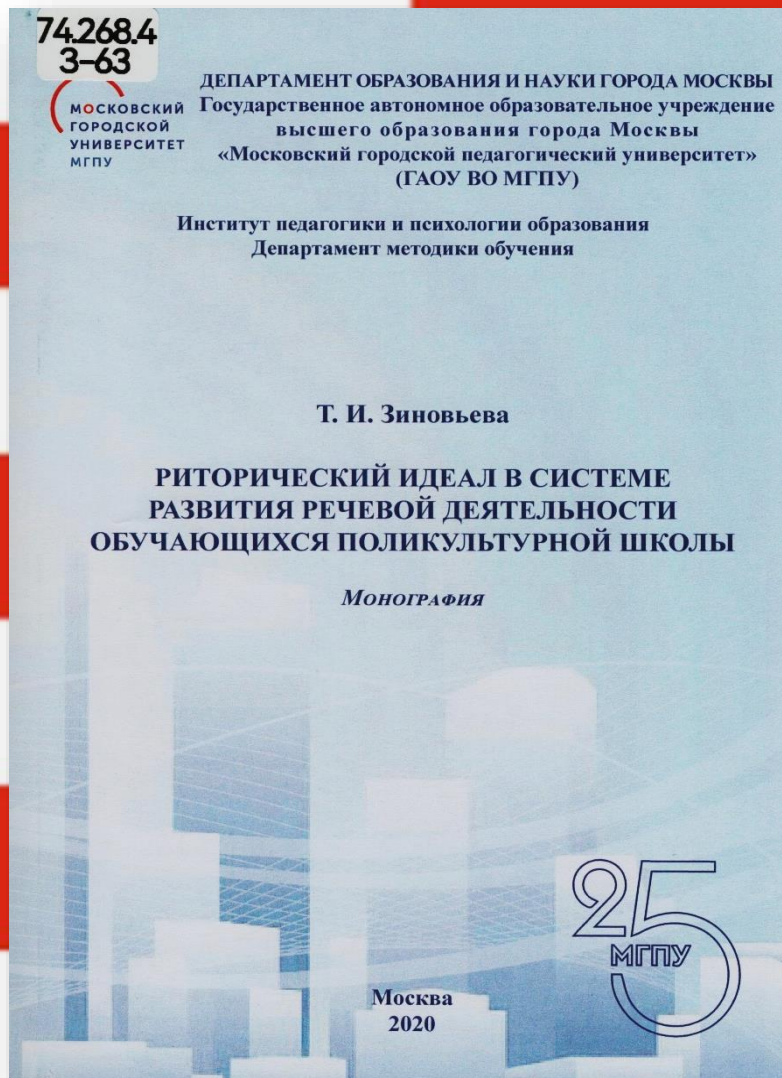 74.268.4
З-63
МОСКОВСКИЙ
ГОРОДСКОЙ
УНИВЕРСИТЕТ
МГПУ
ДЕПАРТАМЕНТ ОБРАЗОВАНИЯ И НАУКИ ГОРОДА МОСКВЫ
Государственное автономное образовательное учреждение
высшего образования города Москвы
«Московский городской педагогический университет»
(ГАОУ ВО МГПУ)
Институт педагогики и психологии образования
Департамент методики обучения
Т. И. Зиновьева
РИТОРИЧЕСКИЙ ИДЕАЛ В СИСТЕМЕ
РАЗВИТИЯ РЕЧЕВОЙ ДЕЯТЕЛЬНОСТИ
ОБУЧАЮЩИХСЯ ПОЛИКУЛЬТУРНОЙ ШКОЛЫ
МОНОГРАФИЯ
25
МГПУ
Москва
2020